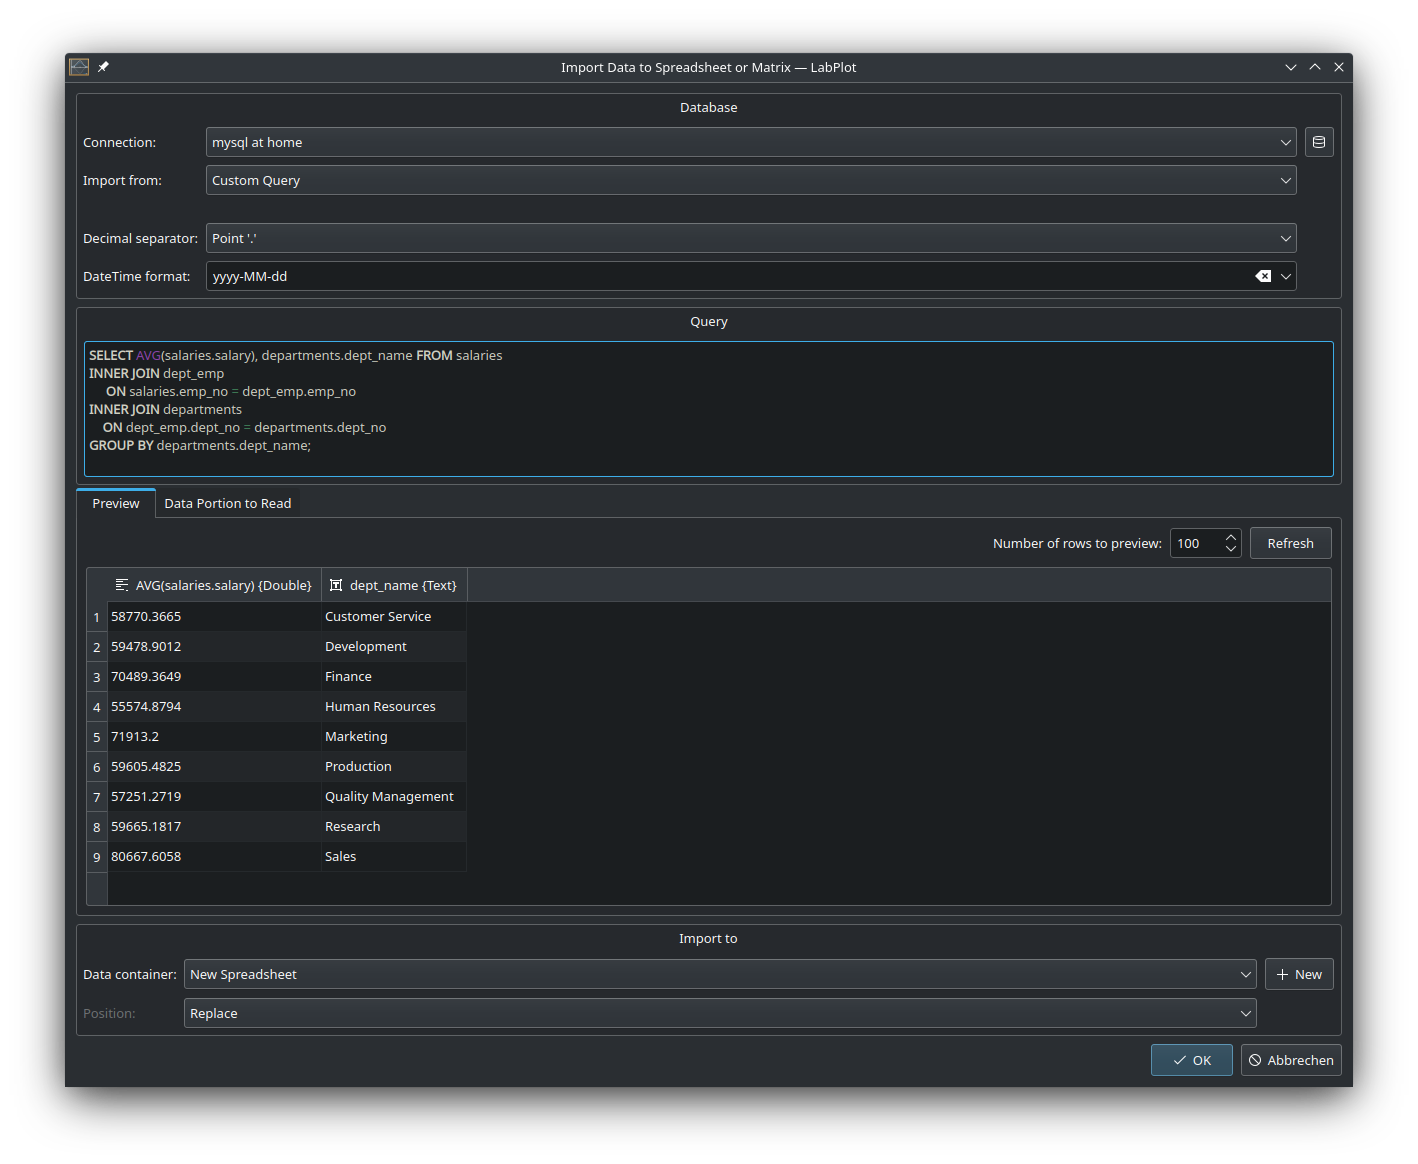 Import Data to Spreadsheet or Matrix — LabPlot
Database
Connection: mysql at home
Import from: Custom Query
Decimal separator: Point '.'
DateTime format: yyyy-MM-dd
Query
SELECT AVG(salaries.salary), departments.dept_name FROM salaries
INNER JOIN dept_emp
ON salaries.emp_no = dept_emp.emp_no
INNER JOIN departments
ON dept_emp.dept_no = departments.dept_no
GROUP BY departments.dept_name;
Preview Data Portion to Read
Number of rows to preview: 100 Refresh
AVG(salaries.salary) {Double} dept_name {Text}
1 58770.3665 Customer Service
2 59478.9012 Development
3 70489.3649 Finance
4 55574.8794 Human Resources
5 71913.2 Marketing
6 59605.4825 Production
7 57251.2719 Quality Management
8 59665.1817 Research
9 80667.6058 Sales
Import to
Data container: New Spreadsheet New
Position: Replace
OK Abbrechen